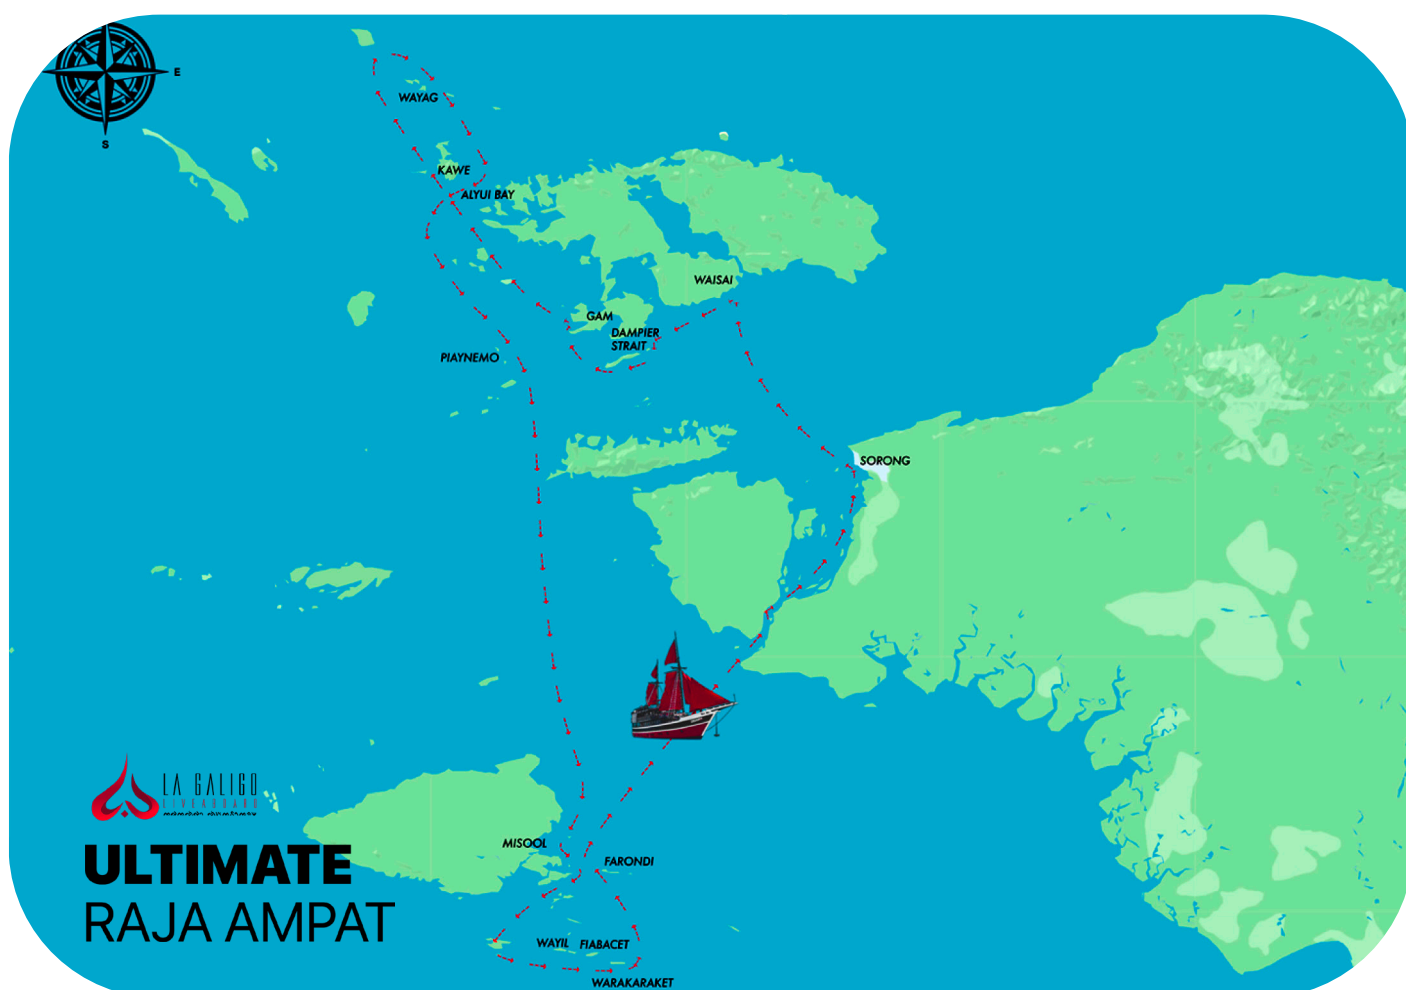 E
S
WAYAG
KAWE
ALYUI BAY
WAISAI
GAM
DAMPIER
STRAIT
PIAYNEMO
SORONG
LA GALIGO
LIVEABOARD
MISOOL
FARONDI
ULTIMATE
RAJA AMPAT
WAYIL
FIABACET
WARAKARAKET